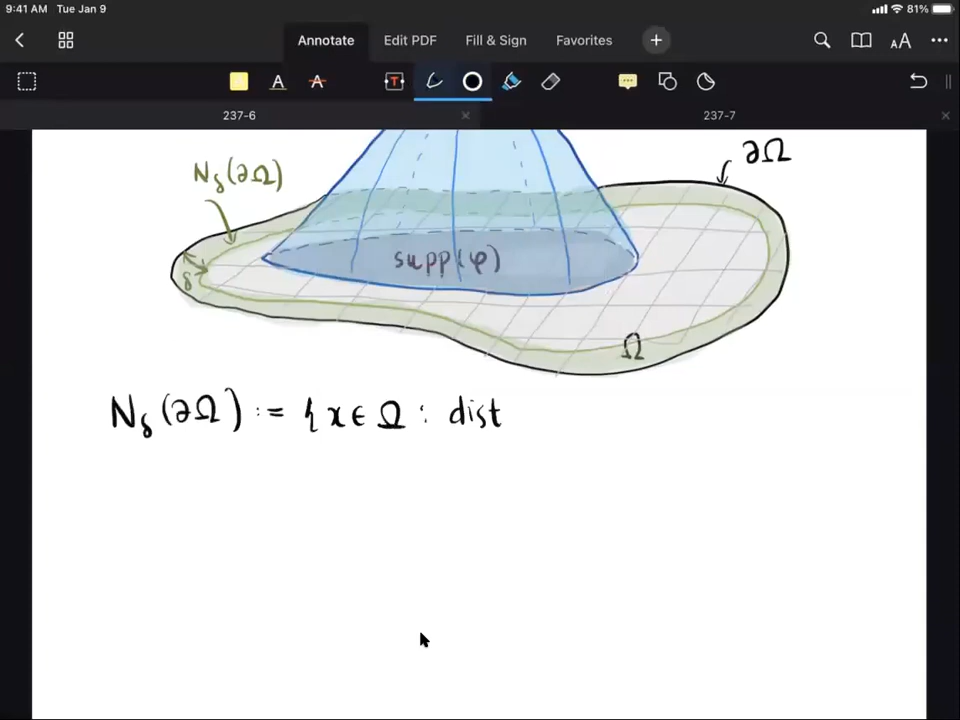 9:41 AM Tue Jan 9 81%
Annotate Edit PDF Fill & Sign Favorites
237-6 237-7
∂Ω
N_δ(∂Ω)
supp(φ)
δ
Ω
N_δ(∂Ω) := { x ∈ Ω : dist